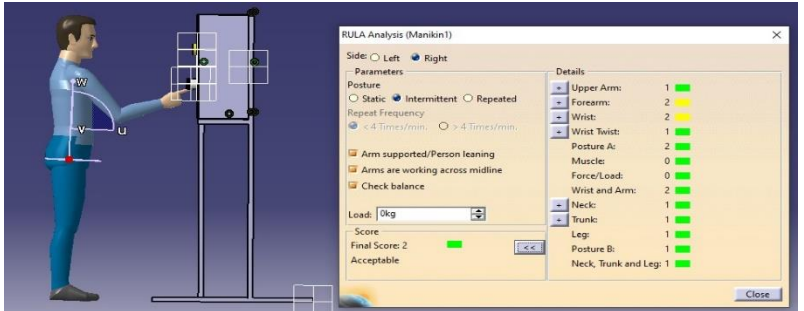 W
v
u
RULA Analysis (Manikin1)
Side: Left Right
Parameters
Posture
Static Intermittent Repeated
Repeat Frequency
< 4 Times/min. > 4 Times/min.
Arm supported/Person leaning
Arms are working across midline
Check balance
Load: 0kg
Score
Final Score: 2
<<
Acceptable
Details
+ Upper Arm: 1
+ Forearm: 2
+ Wrist: 2
+ Wrist Twist: 1
Posture A: 2
Muscle: 0
Force/Load: 0
Wrist and Arm: 2
+ Neck: 1
+ Trunk: 1
Leg: 1
Posture B: 1
Neck, Trunk and Leg: 1
Close